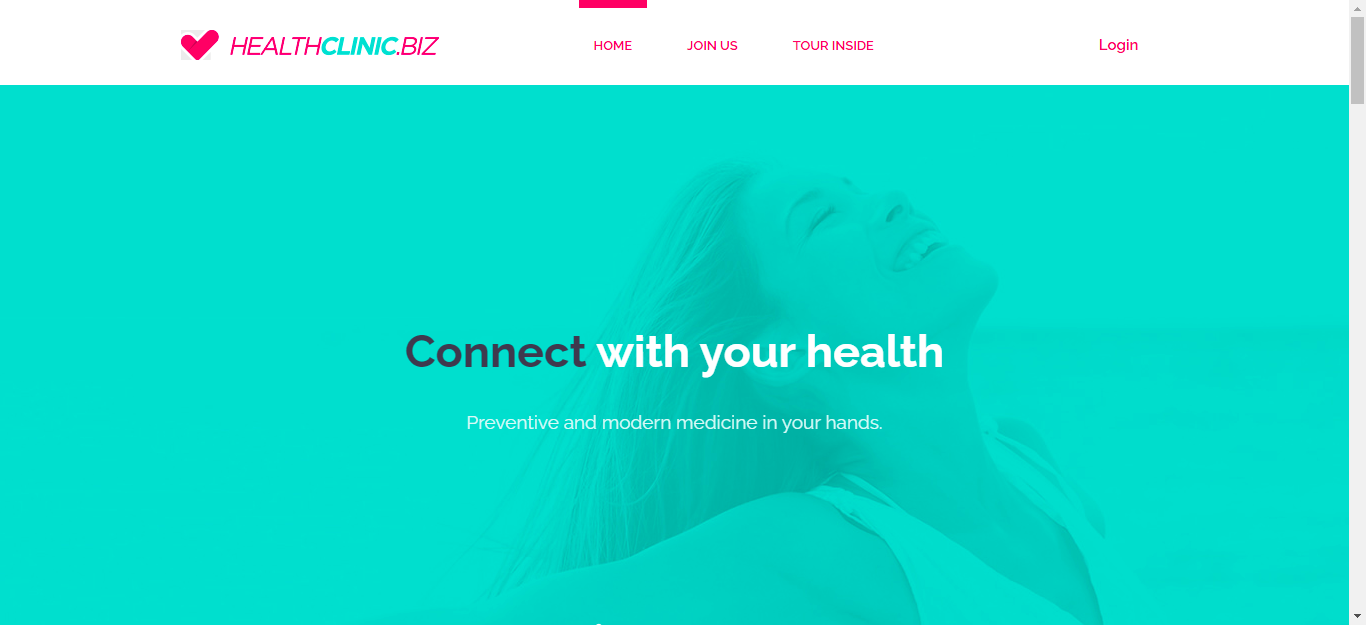 HEALTHCLINIC.BIZ
HOME
JOIN US
TOUR INSIDE
Login
Connect with your health
Preventive and modern medicine in your hands.